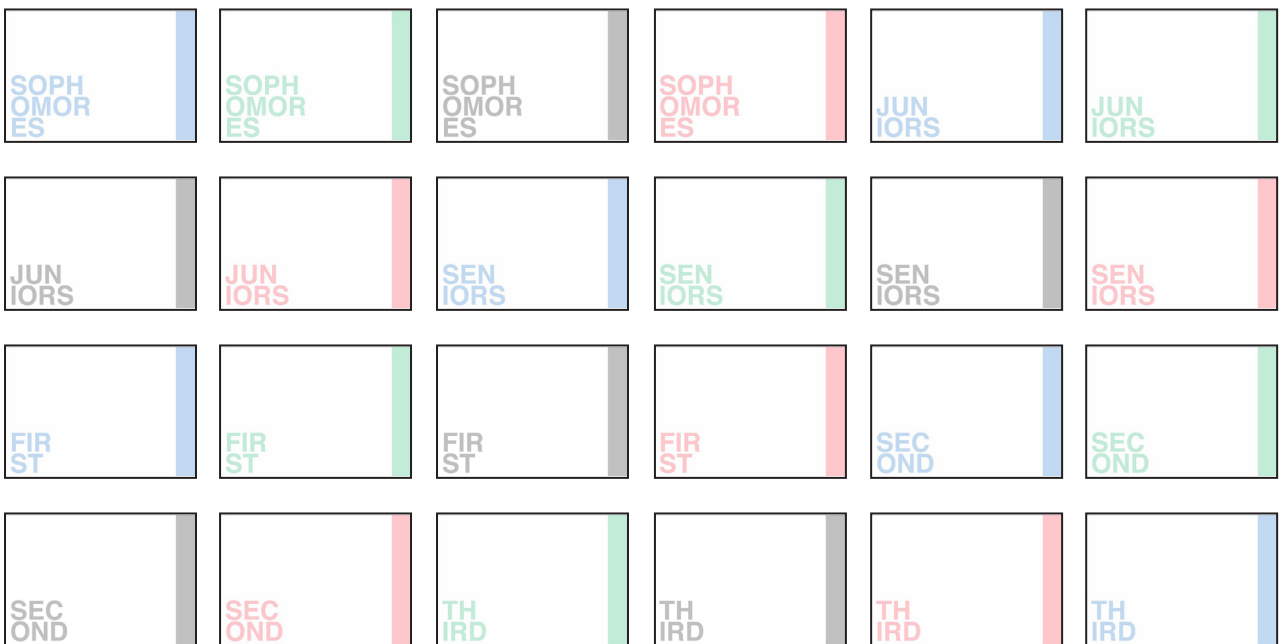 SOPH
OMOR
ES
SOPH
OMOR
ES
SOPH
OMOR
ES
SOPH
OMOR
ES
JUN
IORS
JUN
IORS
JUN
IORS
JUN
IORS
SEN
IORS
SEN
IORS
SEN
IORS
SEN
IORS
FIR
ST
FIR
ST
FIR
ST
FIR
ST
SEC
OND
SEC
OND
SEC
OND
SEC
OND
TH
IRD
TH
IRD
TH
IRD
TH
IRD